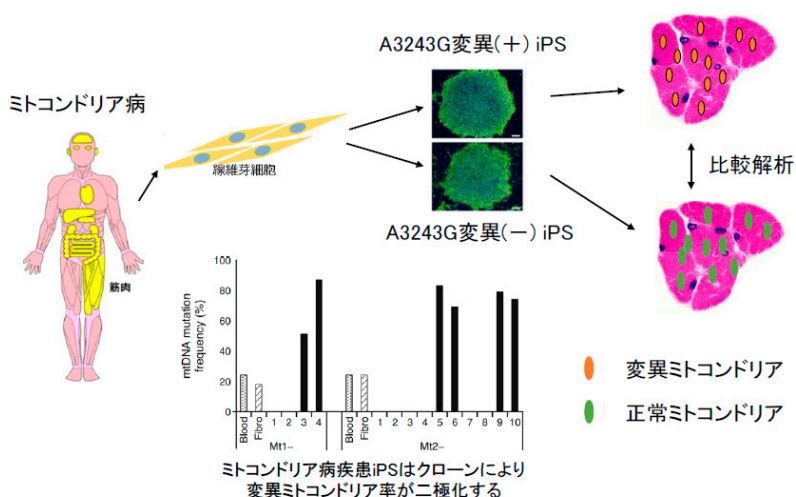 A3243G変異(+) iPS
ミトコンドリア病
線維芽細胞
比較解析
A3243G変異(-) iPS
筋肉
mtDNA mutation
frequency (%)
100
80
60
40
20
0
Blood
Fibro
1
2
3
4
Blood
Fibro
1
2
3
4
5
6
7
8
9
10
Mt1-
Mt2-
変異ミトコンドリア
正常ミトコンドリア
ミトコンドリア病疾患iPSはクローンにより
変異ミトコンドリア率が二極化する